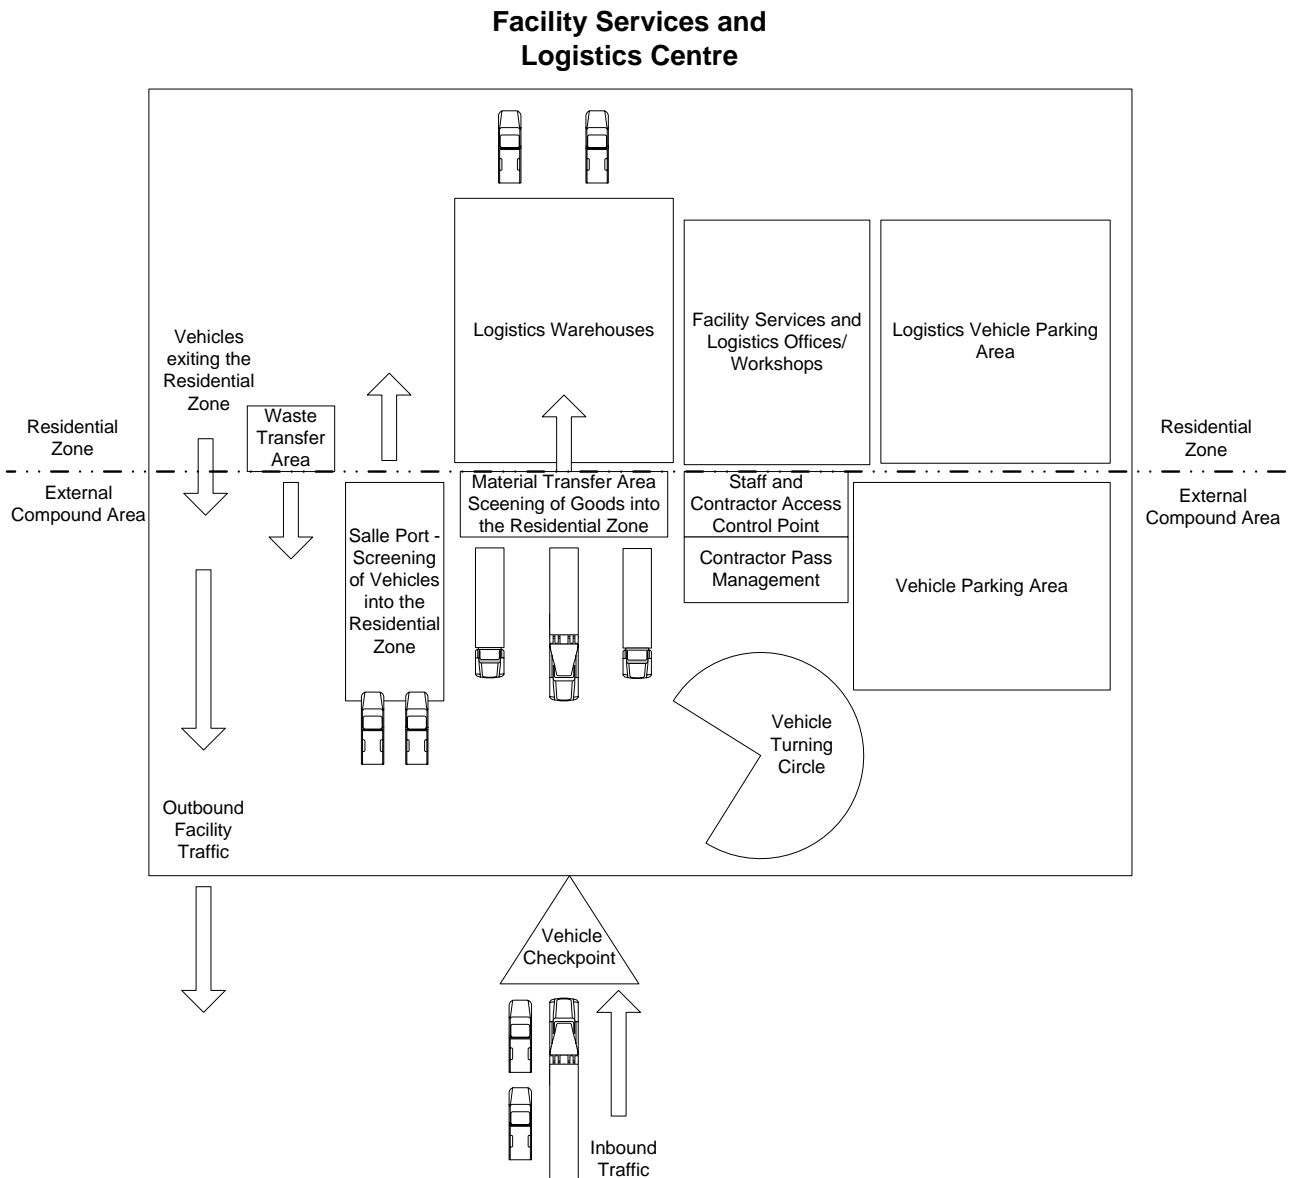 Facility Services and
Logistics Centre
Logistics Warehouses
Facility Services and
Logistics Offices/
Workshops
Logistics Vehicle Parking
Area
Vehicles
exiting the
Residential
Zone
Waste
Transfer
Area
Residential
Zone
Residential
Zone
External
Compound Area
External
Compound Area
Material Transfer Area
Sceening of Goods into
the Residential Zone
Staff and
Contractor Access
Control Point
Salle Port -
Screening
of Vehicles
into the
Residential
Zone
Contractor Pass
Management
Vehicle Parking Area
Vehicle
Turning
Circle
Outbound
Facility
Traffic
Vehicle
Checkpoint
Inbound
Traffic